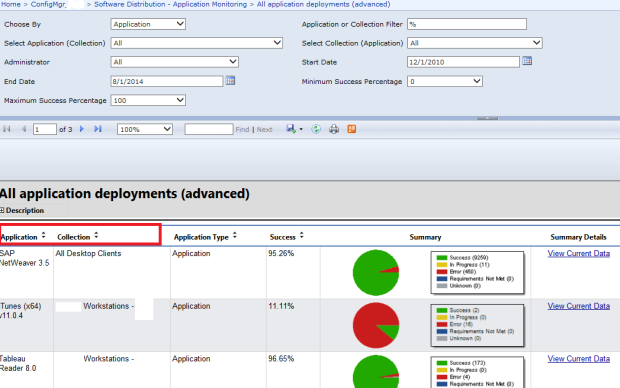 Home > ConfigMgr_ > Software Distribution - Application Monitoring > All application deployments (advanced)
Choose By Application Application or Collection Filter %
Select Application (Collection) All Select Collection (Application) All
Administrator All Start Date 12/1/2010
End Date 8/1/2014 Minimum Success Percentage 0
Maximum Success Percentage 100
1 of 3 100% Find | Next
All application deployments (advanced)
Description
Application Collection Application Type Success Summary Summary Details
SAP NetWeaver 3.5 All Desktop Clients Application 95.26% View Current Data
Success (9259)
In Progress (11)
Error (460)
Requirements Not Met (0)
Unknown (0)
iTunes (x64) v11.0.4 Workstations - Application 11.11% View Current Data
Success (2)
In Progress (0)
Error (16)
Requirements Not Met (0)
Unknown (0)
Tableau Reader 8.0 Workstations - Application 96.65% View Current Data
Success (173)
In Progress (0)
Error (4)
Requirements Not Met (0)